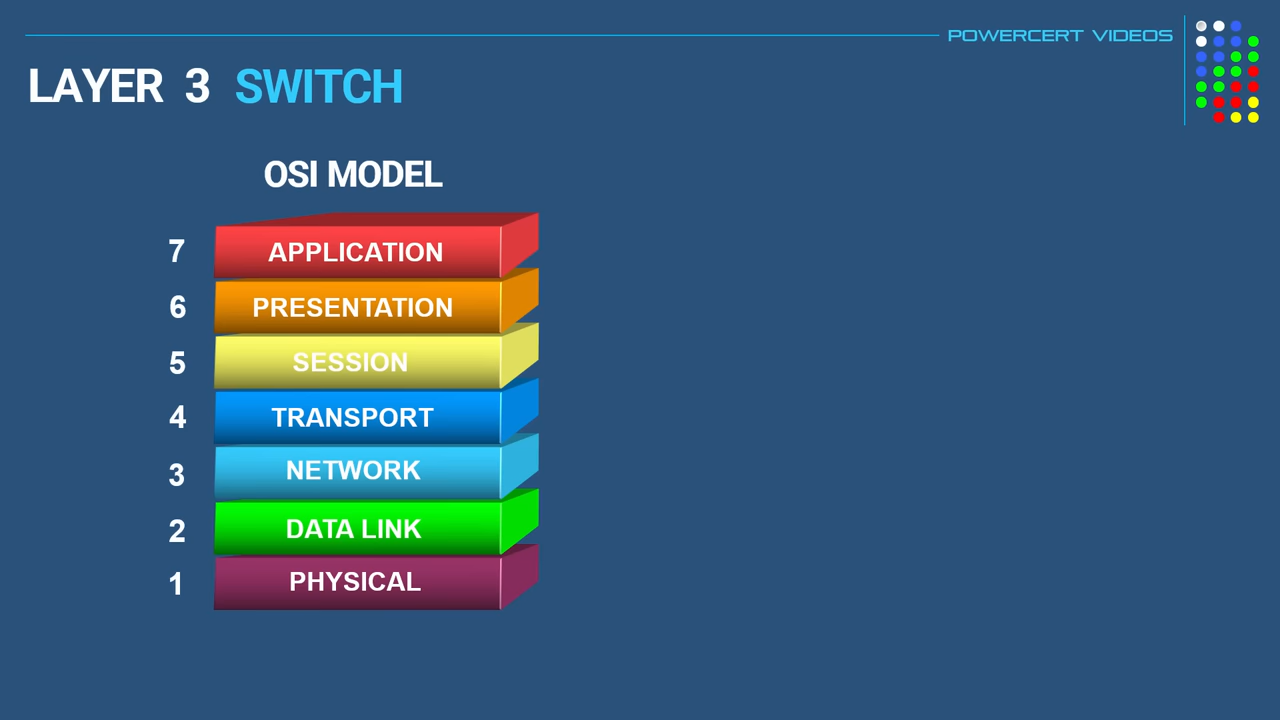 POWERCERT VIDEOS
LAYER 3 SWITCH
OSI MODEL
7 APPLICATION
6 PRESENTATION
5 SESSION
4 TRANSPORT
3 NETWORK
2 DATA LINK
1 PHYSICAL